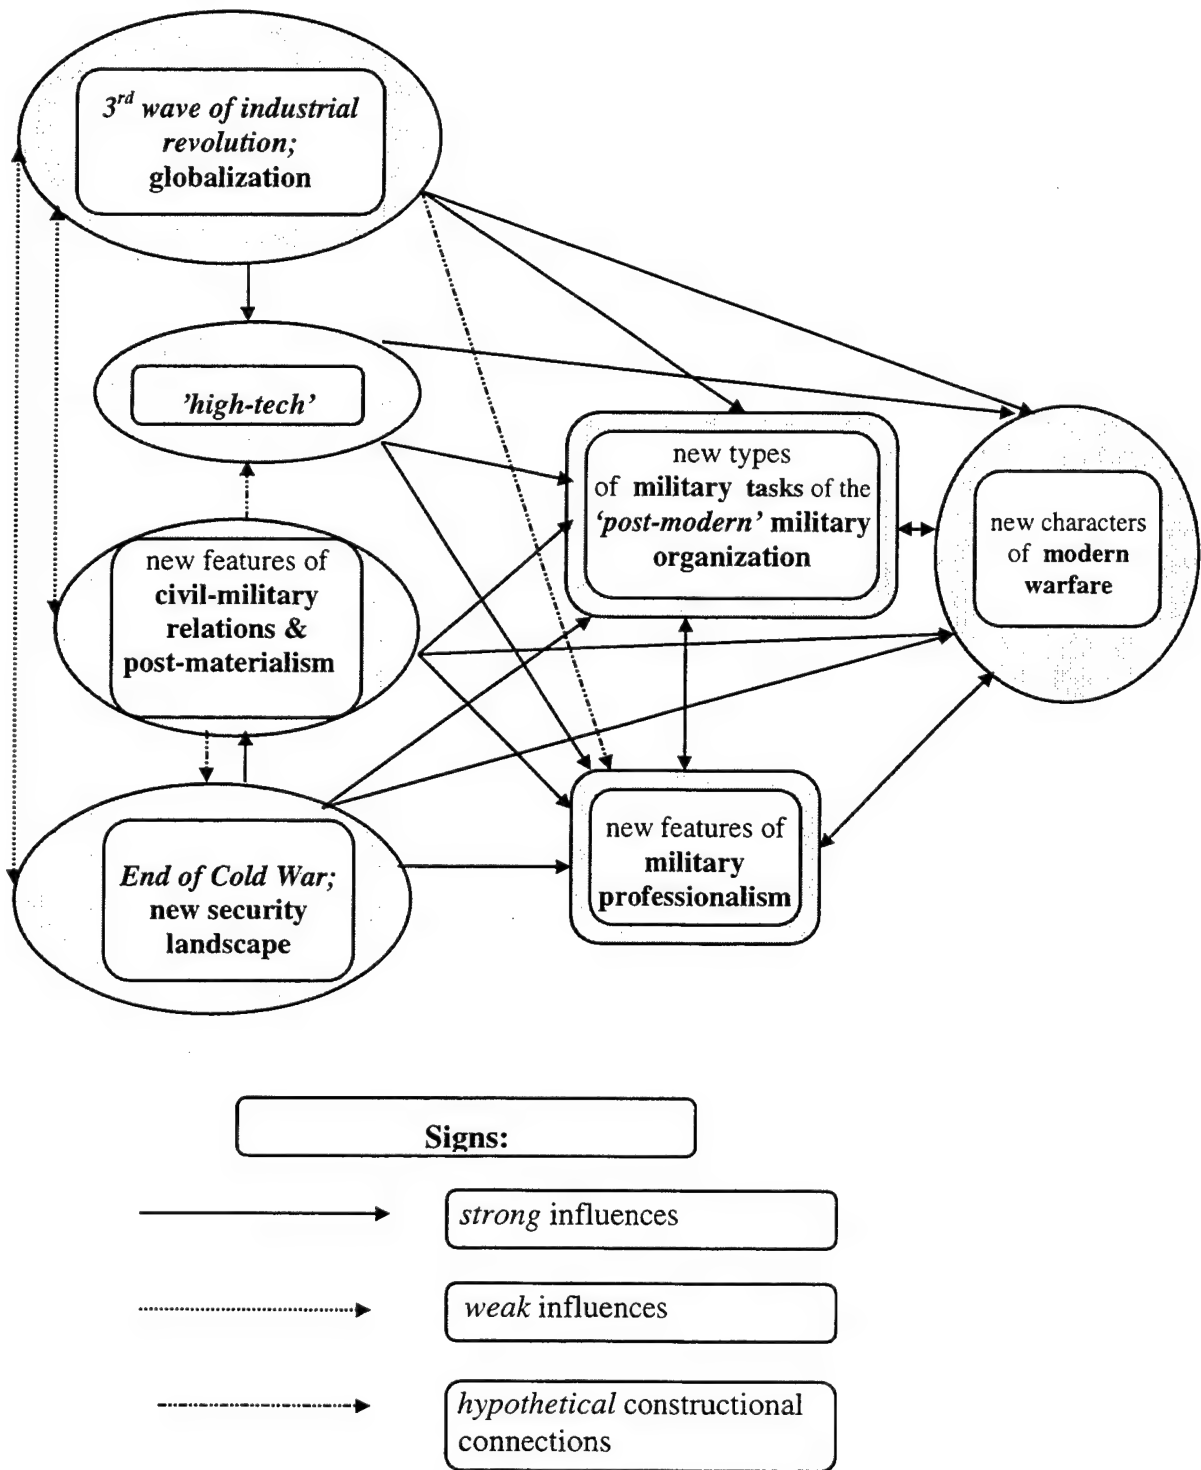 3rd wave of industrial
revolution;
globalization
’high-tech’
new types
of military tasks of the
‘post-modern’ military
organization
new characters
of modern
warfare
new features of
civil-military
relations &
post-materialism
End of Cold War;
new security
landscape
new features of
military
professionalism
Signs:
strong influences
weak influences
hypothetical constructional
connections